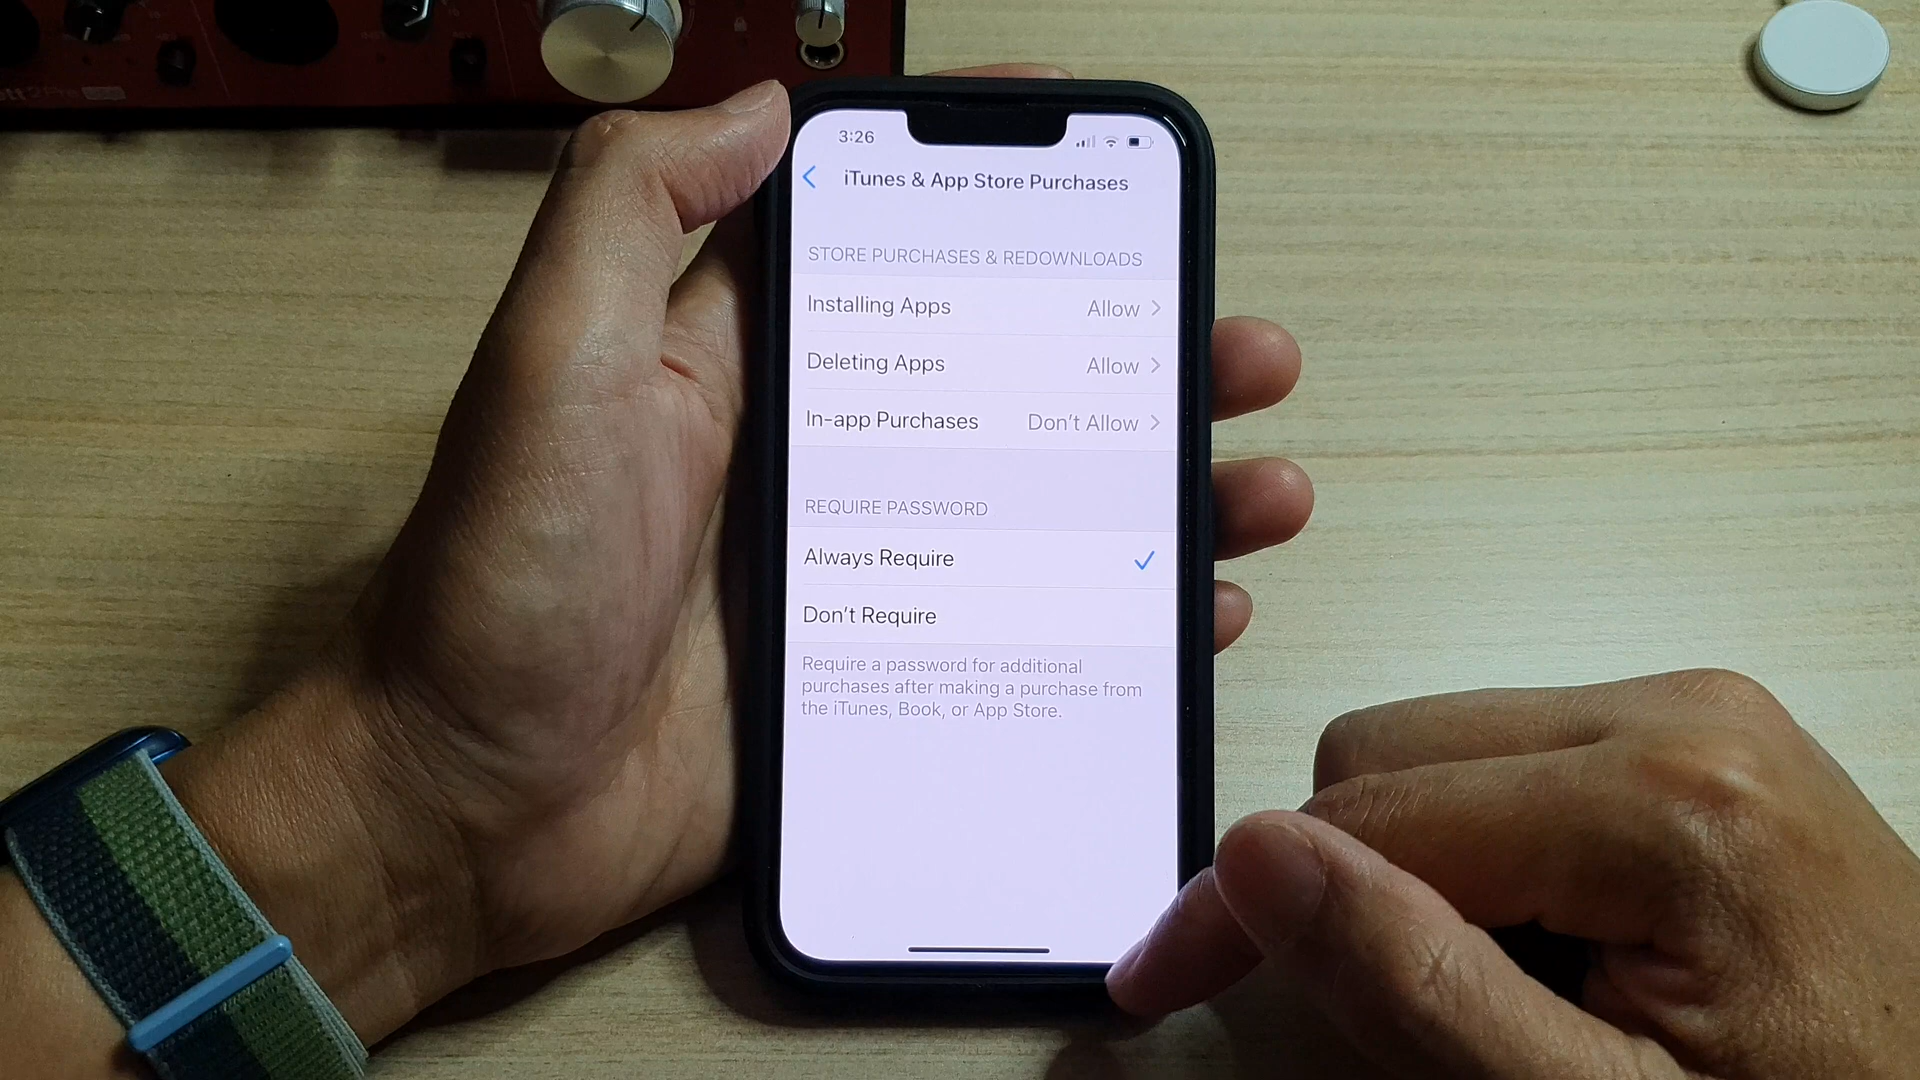 3:26
iTunes & App Store Purchases
STORE PURCHASES & REDOWNLOADS
Installing Apps Allow
Deleting Apps Allow
In-app Purchases Don't Allow
REQUIRE PASSWORD
Always Require
Don't Require
Require a password for additional
purchases after making a purchase from
the iTunes, Book, or App Store.